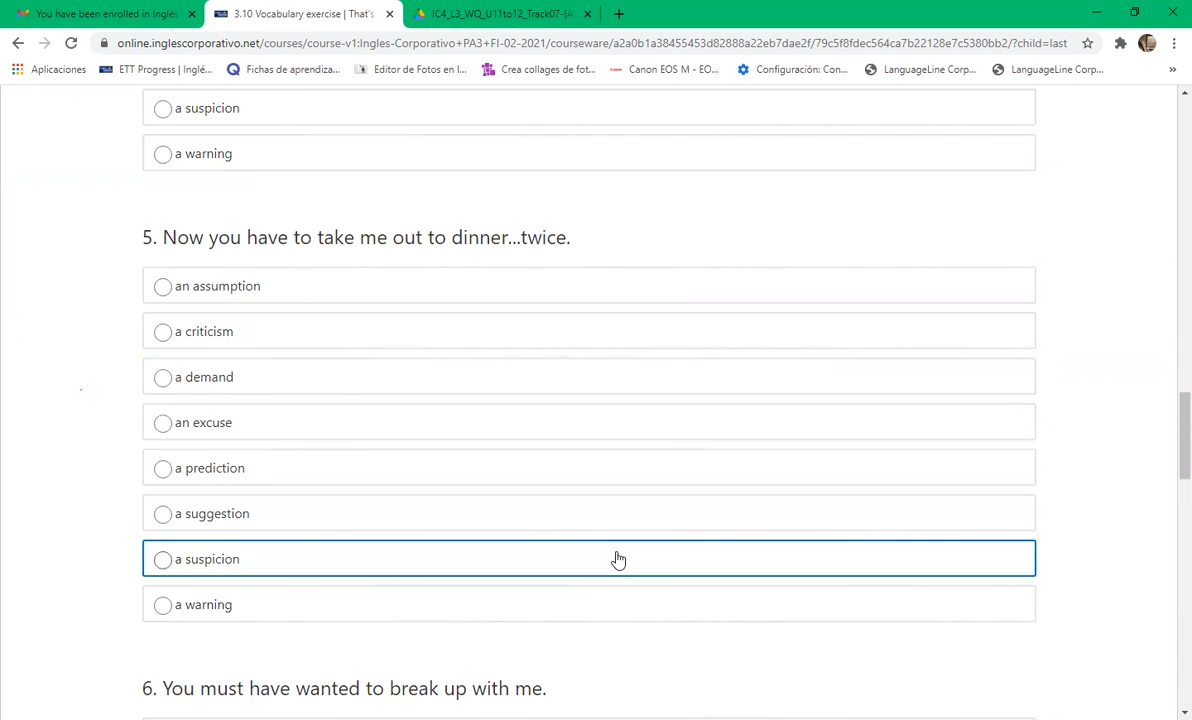 You have been enrolled in Inglés
3.10 Vocabulary exercise | That's
IC4_L3_WQ_U11to12_Track07-[A
online.inglescorporativo.net/courses/course-v1:Ingles-Corporativo+PA3+FI-02-2021/courseware/a2a0b1a38455453d82888a22eb7dae2f/79c5f8fdec564ca7b22128e7c5380bb2/?child=last
Aplicaciones
ETT Progress | Inglé...
Fichas de aprendiza...
Editor de Fotos en l...
Crea collages de fot...
Canon EOS M - EO...
Configuración: Con...
LanguageLine Corp...
LanguageLine Corp...
a suspicion
a warning
5. Now you have to take me out to dinner...twice.
an assumption
a criticism
a demand
an excuse
a prediction
a suggestion
a suspicion
a warning
6. You must have wanted to break up with me.